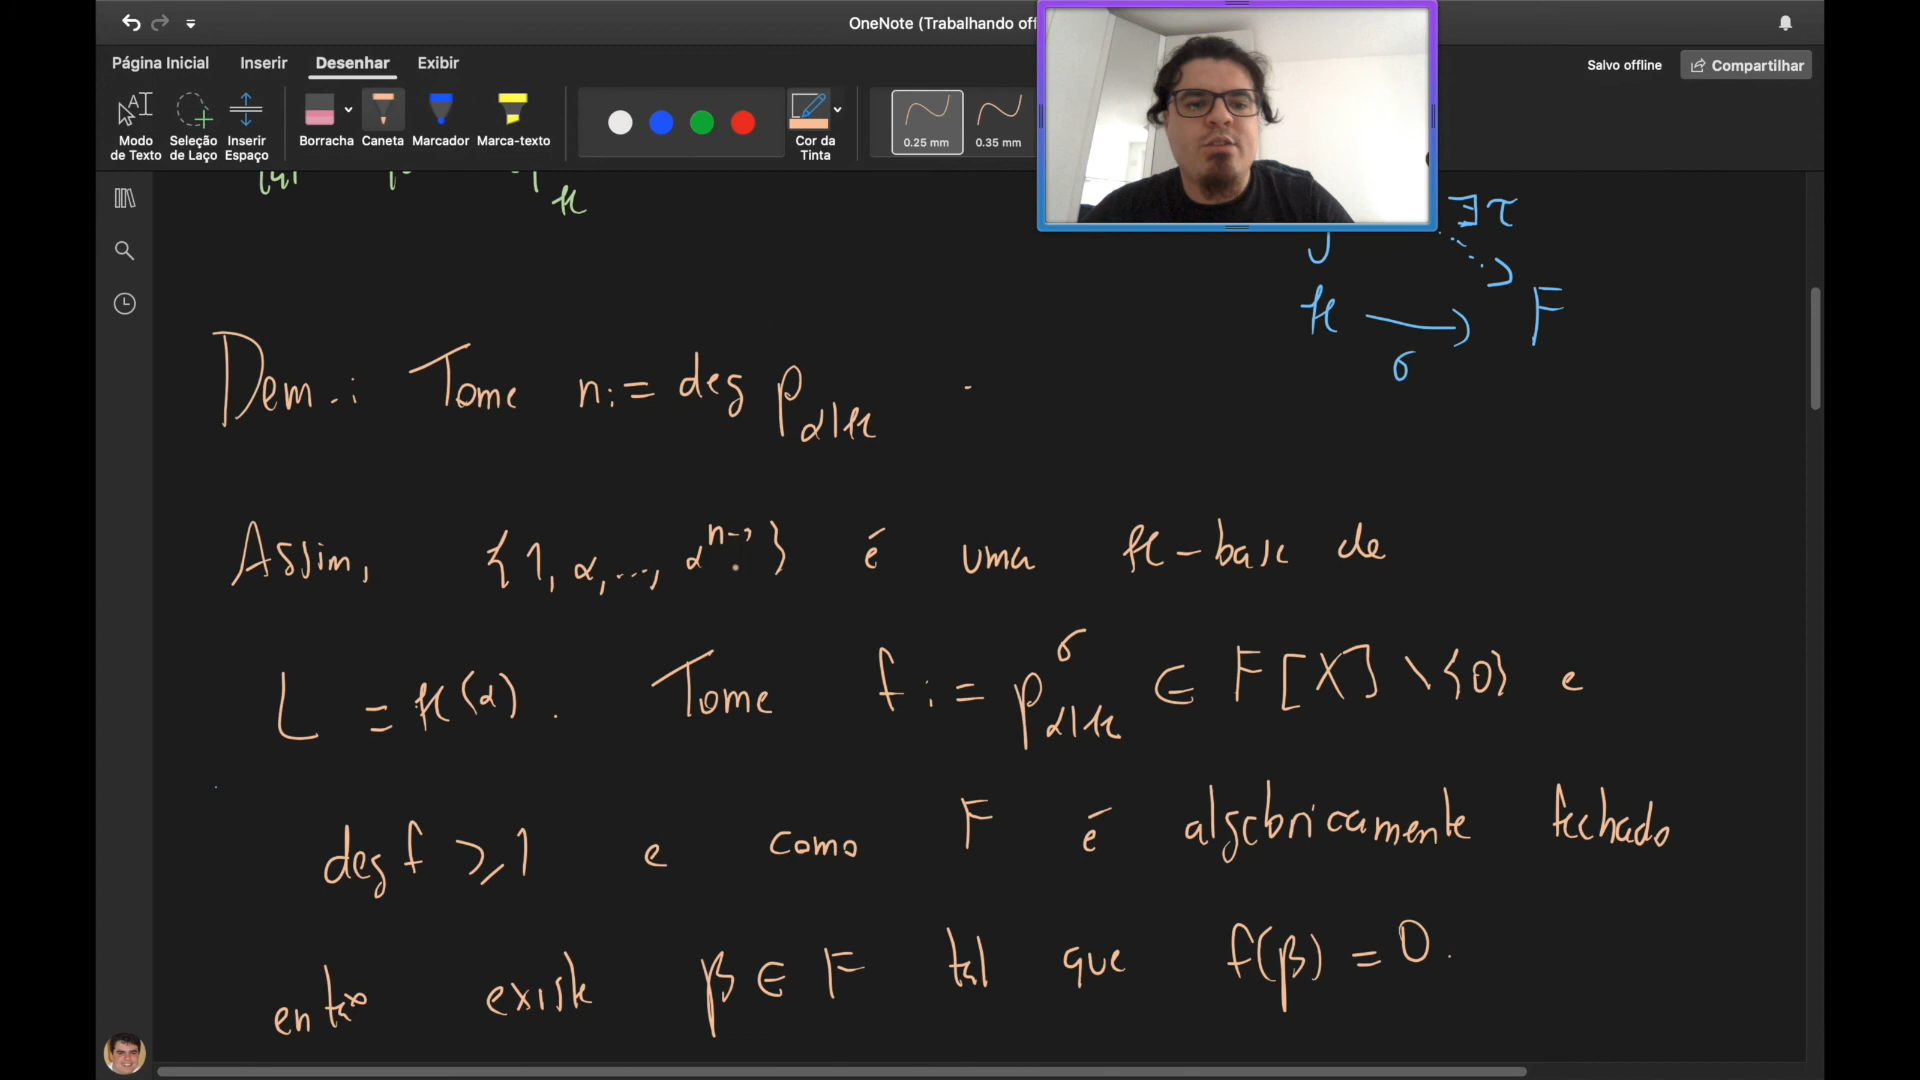 OneNote (Trabalhando off
Página Inicial Inserir Desenhar Exibir
Salvo offline Compartilhar
Modo de Texto
Seleção de Laço
Inserir Espaço
Borracha
Caneta
Marcador
Marca-texto
Cor da Tinta
0.25 mm
0.35 mm
∃τ
k → F
σ
Dem.: Tome n := deg p_{α|k}
Assim, {1, α, ..., α^{n-1}} é uma k-base de
L = k(α). Tome f := p^σ_{α|k} ∈ F[X] \ {0} e
deg f ≥ 1 e como F é algebricamente fechado
então existe β ∈ F tal que f(β) = 0.